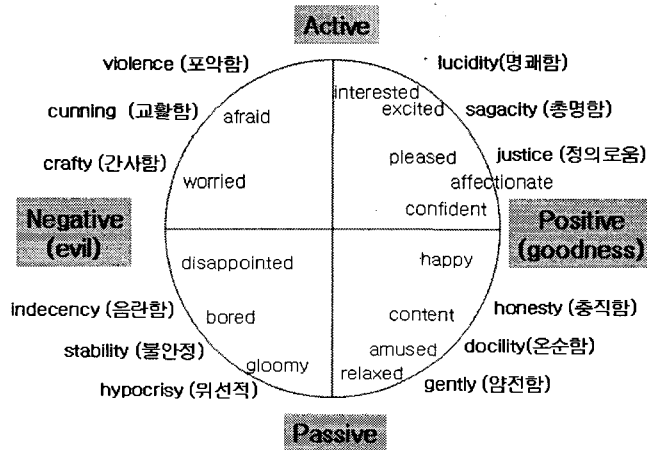 Active
violence (포악함)
lucidity(명쾌함)
interested
cunning (교활함)
afraid
excited
sagacity (총명함)
crafty (간사함)
worried
pleased
justice (정의로움)
affectionate
confident
Negative
(evil)
Positive
(goodness)
disappointed
happy
indecency (음란함)
bored
content
honesty (충직함)
stability (불안정)
gloomy
amused
docility(온순함)
hypocrisy (위선적)
relaxed
gently (얌전함)
Passive